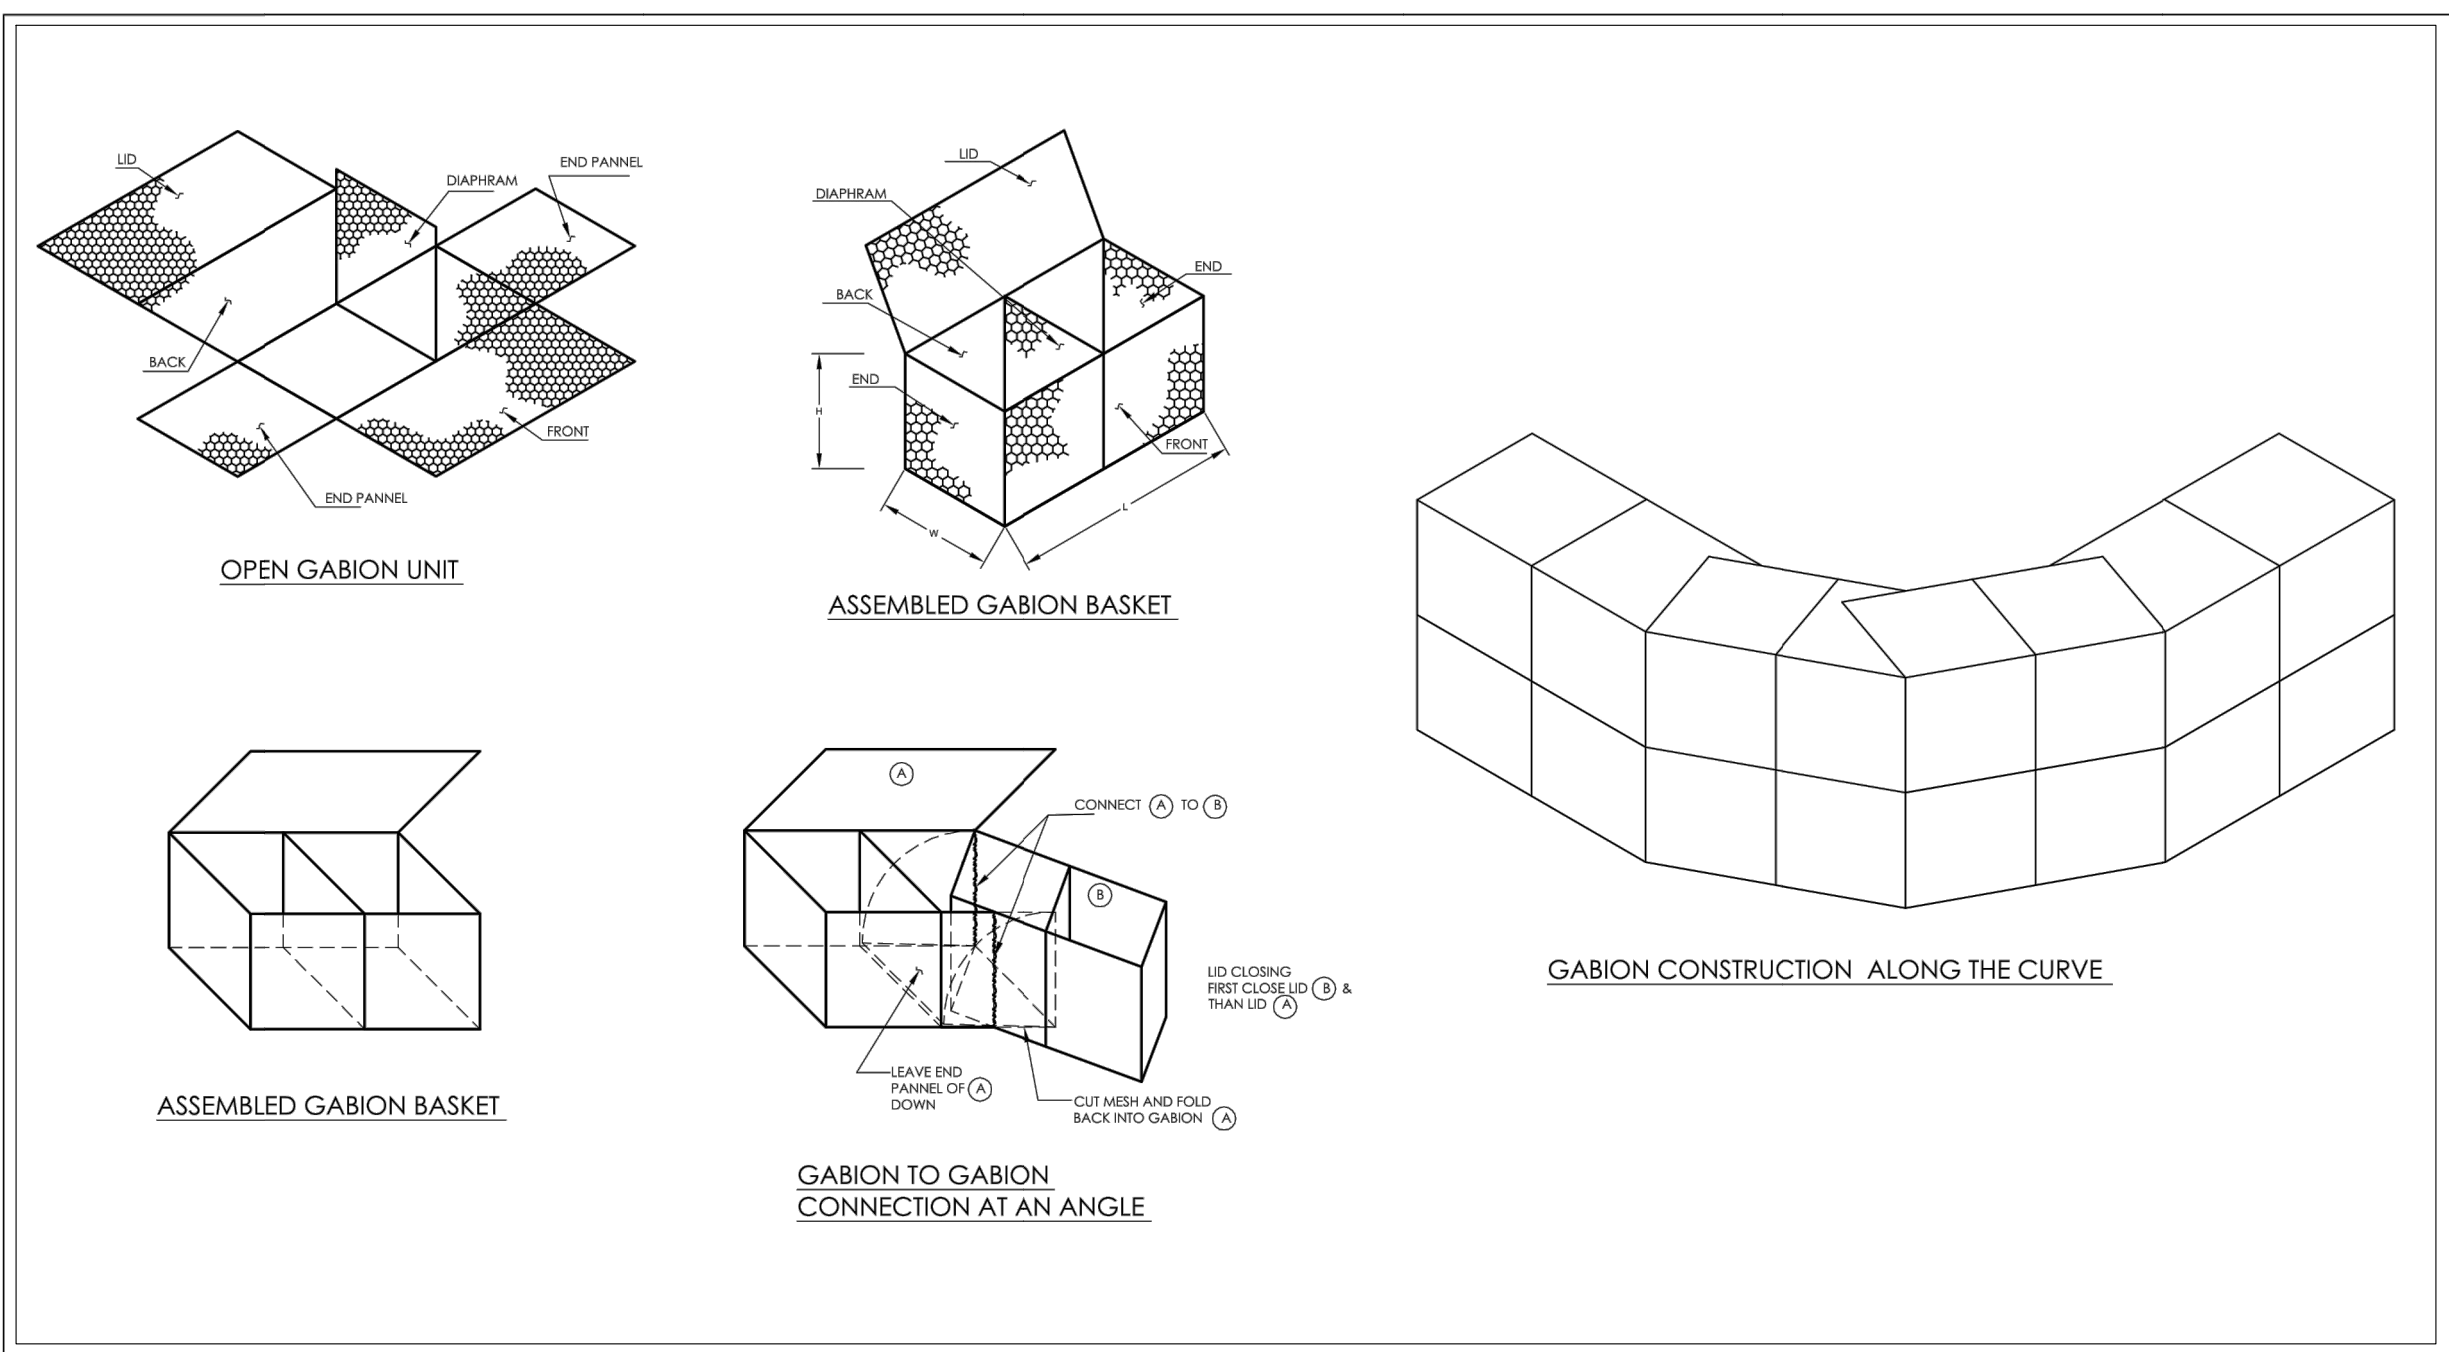 LID
DIAPHRAM
END PANNEL
BACK
FRONT
END PANNEL
OPEN GABION UNIT
LID
DIAPHRAM
END
BACK
END
H
FRONT
L
W
ASSEMBLED GABION BASKET
ASSEMBLED GABION BASKET
A
CONNECT A TO B
B
LID CLOSING
FIRST CLOSE LID B &
THAN LID A
LEAVE END
PANNEL OF A
DOWN
CUT MESH AND FOLD
BACK INTO GABION A
GABION TO GABION
CONNECTION AT AN ANGLE
GABION CONSTRUCTION ALONG THE CURVE